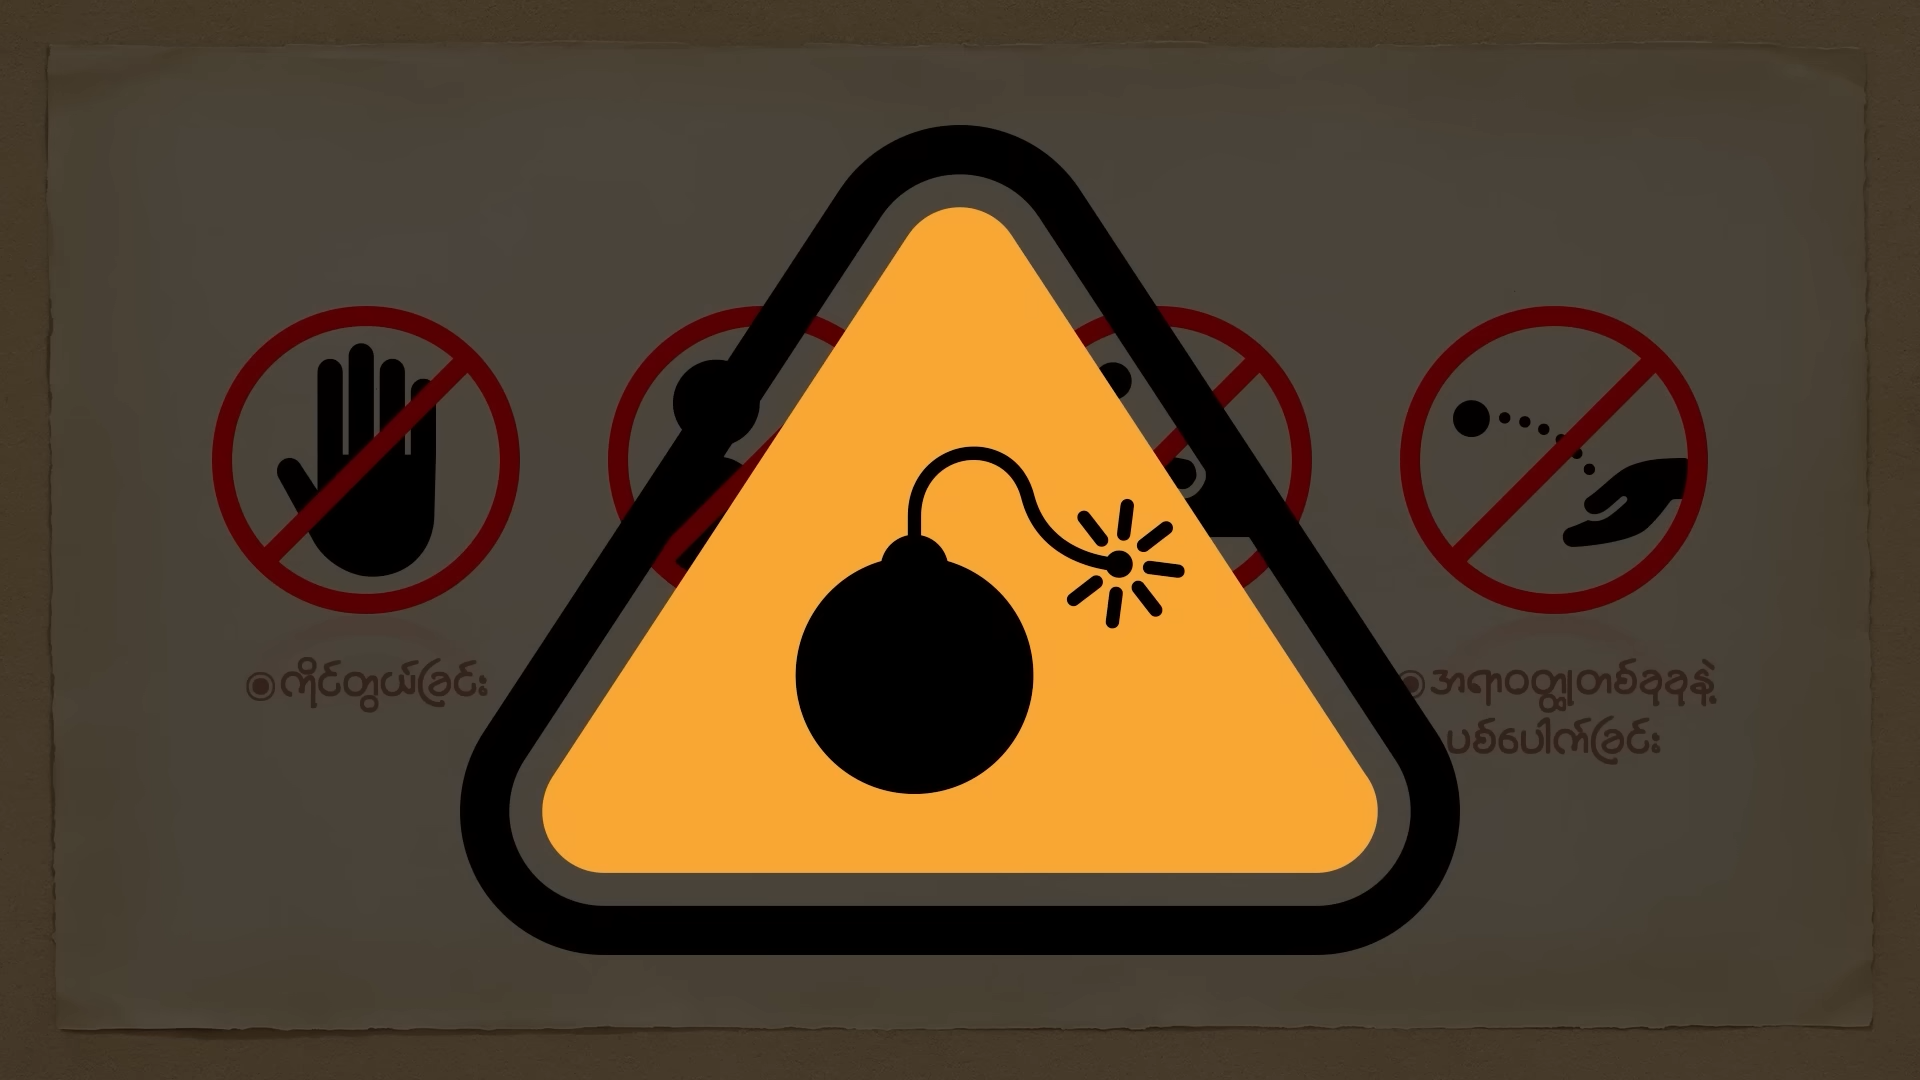 ◉ကိုင်တွယ်ခြင်း
◉အရာဝတ္ထုတစ်ခုခုနဲ့
ပစ်ပေါက်ခြင်း